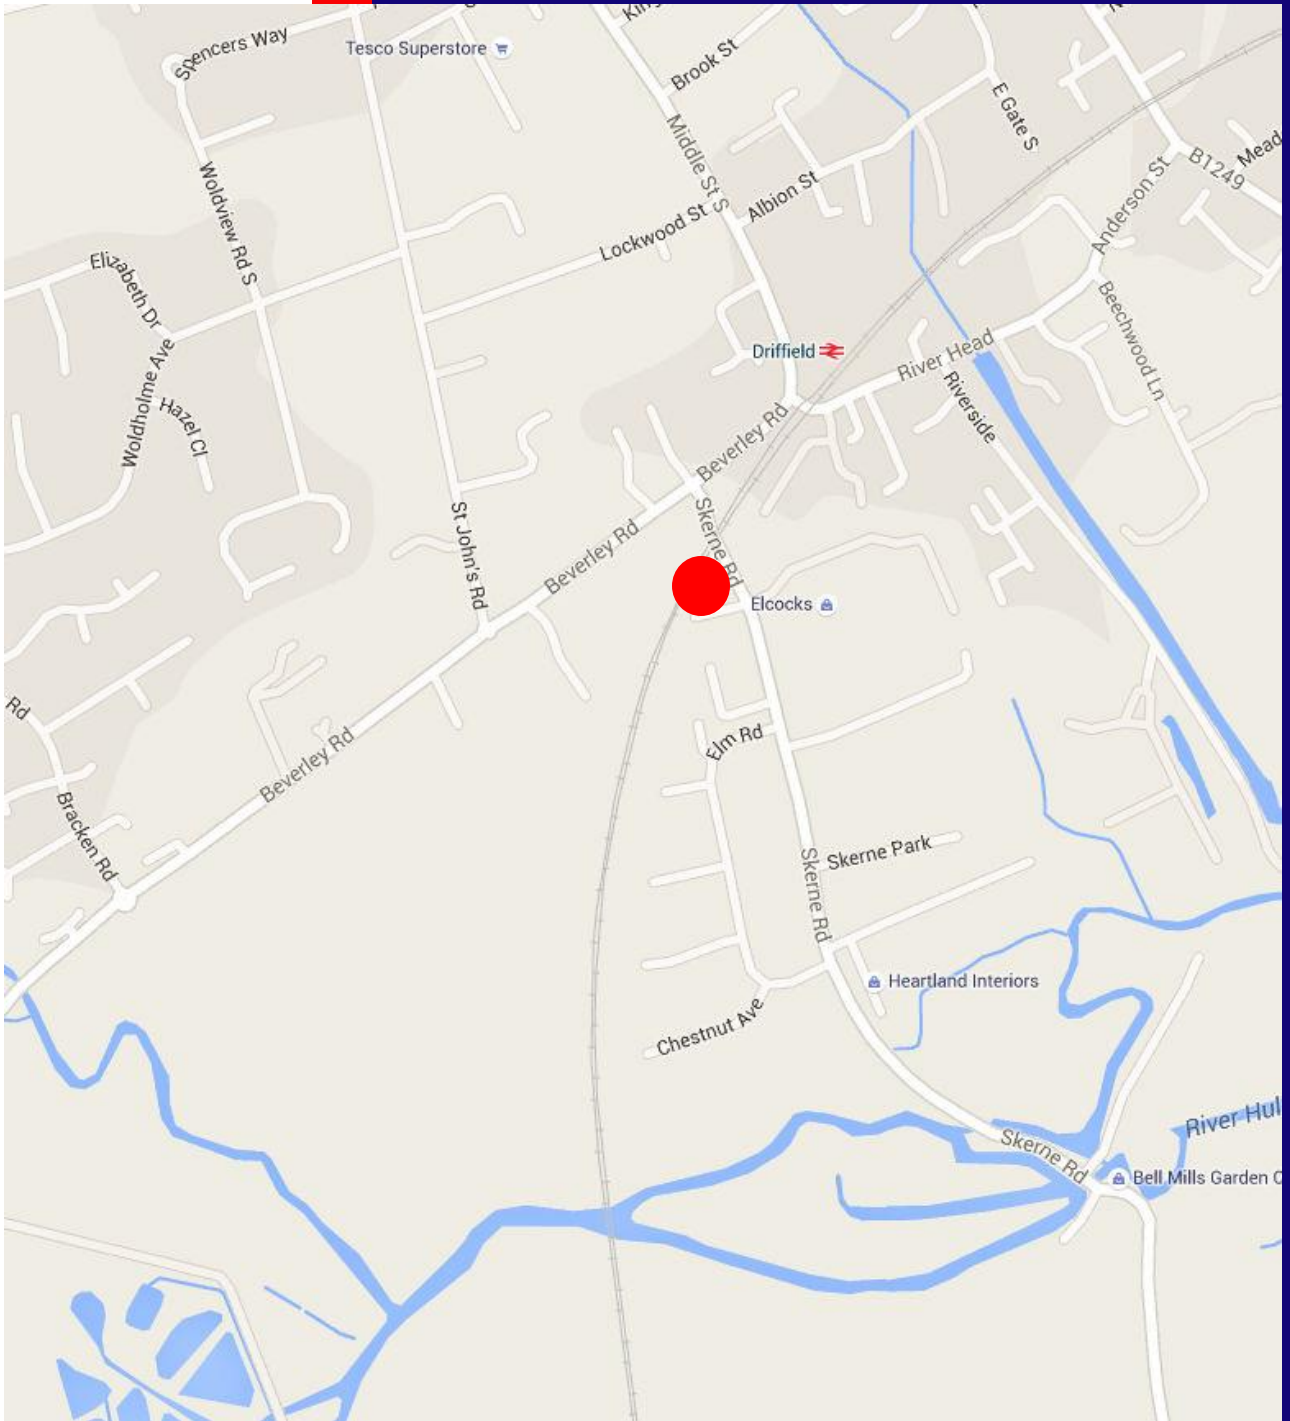 Spencers Way
Tesco Superstore
Brook St
E Gate S
Middle St S
B1249
Woldview Rd S
Albion St
Anderson St
Lockwood St
Elizabeth Dr
Beechwood Ln
Driffield
River Head
Woldholme Ave
Hazel Cl
Riverside
Beverley Rd
St John's Rd
Beverley Rd
Skerne Rd
Elcocks
Rd
Elm Rd
Beverley Rd
Bracken Rd
Skerne Park
Skerne Rd
Heartland Interiors
Chestnut Ave
River Hul
Skerne Rd
Bell Mills Garden C